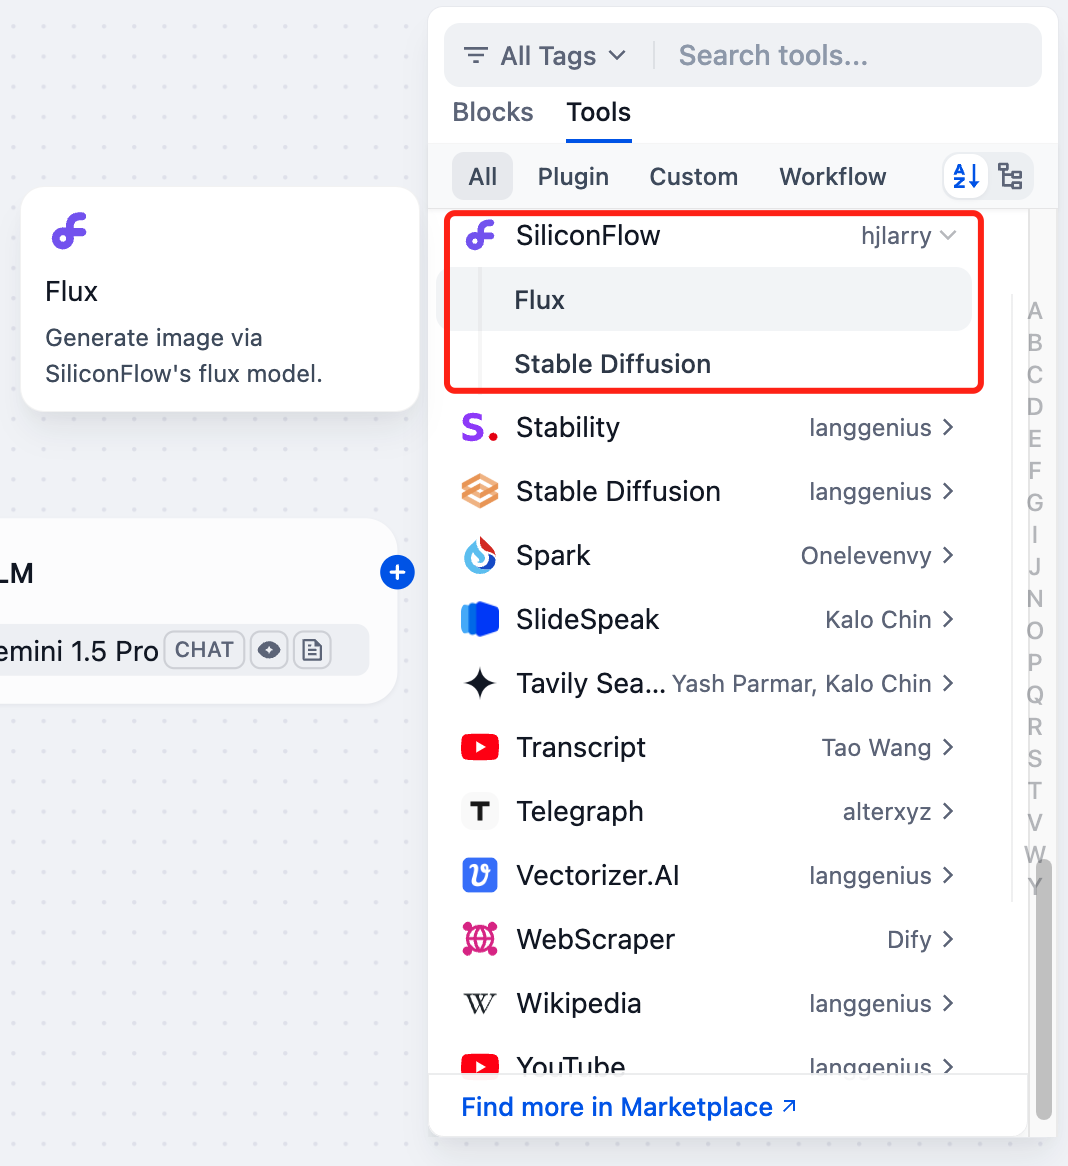 All Tags
Search tools...
Blocks
Tools
All
Plugin
Custom
Workflow
A
Z
Flux
Generate image via
SiliconFlow's flux model.
SiliconFlow
hjlarry
Flux
Stable Diffusion
S.
Stability
langgenius
Stable Diffusion
langgenius
Spark
Onelevenvy
SlideSpeak
Kalo Chin
Tavily Sea...
Yash Parmar, Kalo Chin
Transcript
Tao Wang
T
Telegraph
alterxyz
Vectorizer.AI
langgenius
WebScraper
Dify
W
Wikipedia
langgenius
YouTube
langgenius
Find more in Marketplace
A
B
C
D
E
F
G
I
J
N
O
P
Q
R
S
T
V
W
Y
LM
emini 1.5 Pro
CHAT